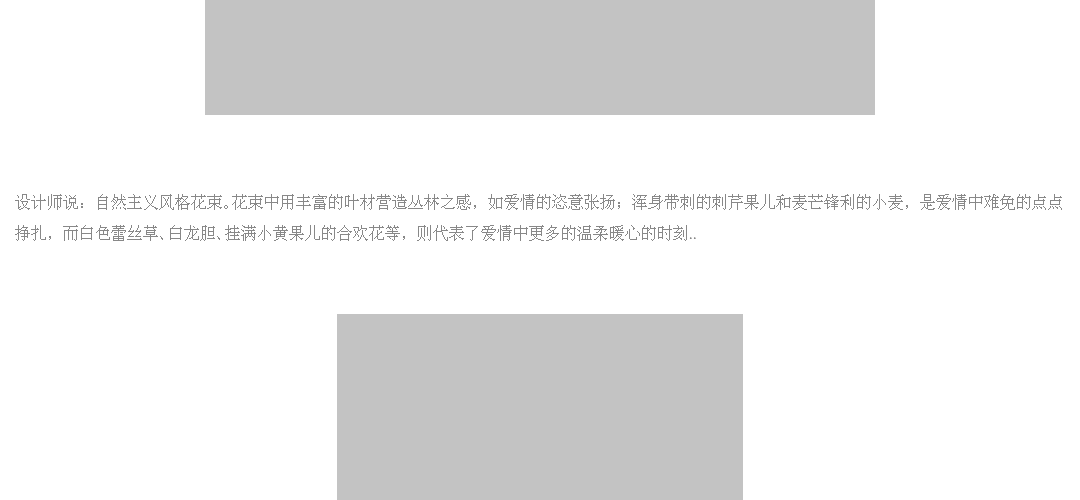 设计师说：自然主义风格花束。花束中用丰富的叶材营造丛林之感，如爱情的恣意张扬；浑身带刺的刺芹果儿和麦芒锋利的小麦，是爱情中难免的点点
挣扎，而白色蕾丝草、白龙胆、挂满小黄果儿的合欢花等，则代表了爱情中更多的温柔暖心的时刻..